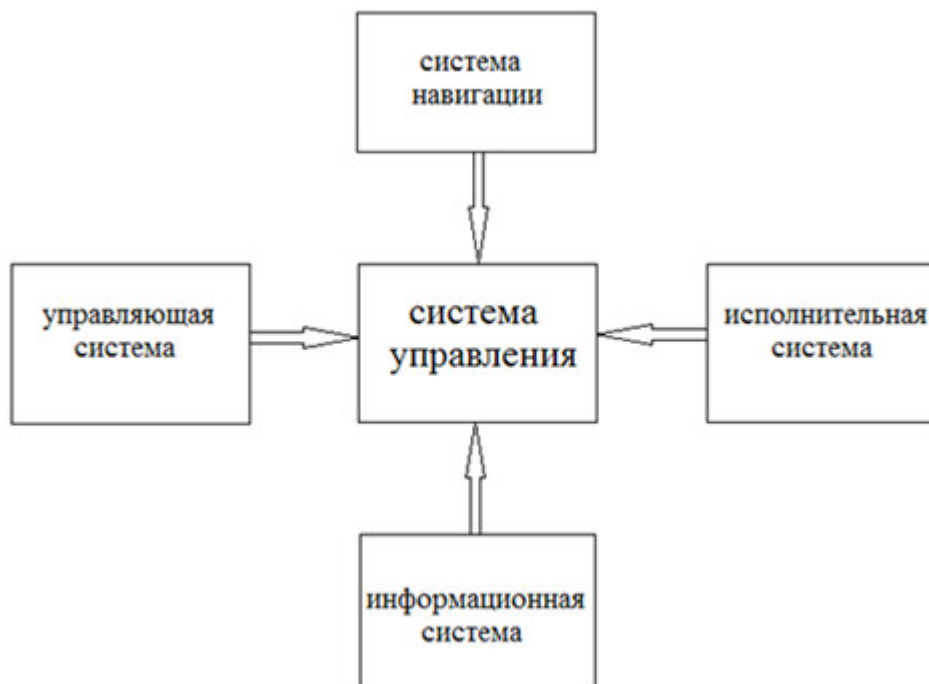 система
навигации
управляющая
система
система
управления
исполнительная
система
информационная
система